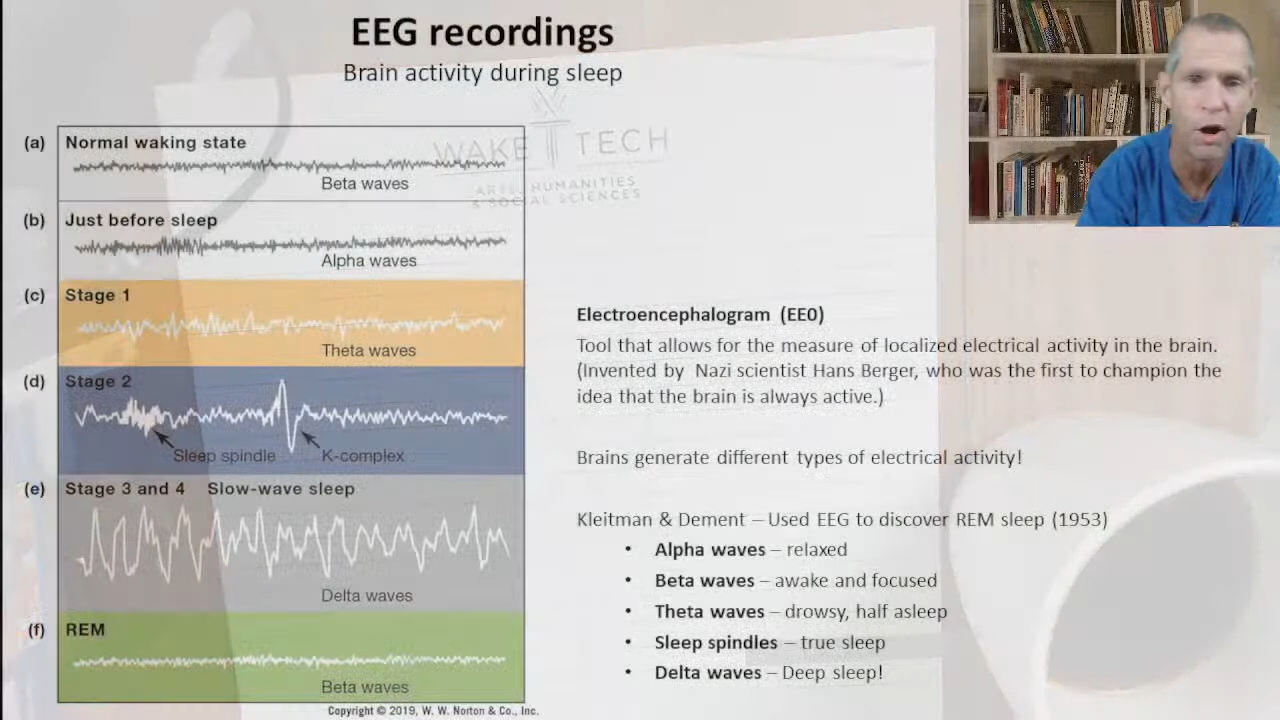 EEG recordings
Brain activity during sleep
WAKE TECH
ARTS, HUMANITIES
& SOCIAL SCIENCES
(a) Normal waking state
Beta waves
(b) Just before sleep
Alpha waves
(c) Stage 1
Theta waves
(d) Stage 2
Sleep spindle K-complex
(e) Stage 3 and 4 Slow-wave sleep
Delta waves
(f) REM
Beta waves
Copyright © 2019, W. W. Norton & Co., Inc.
Electroencephalogram (EE0)
Tool that allows for the measure of localized electrical activity in the brain.
(Invented by Nazi scientist Hans Berger, who was the first to champion the
idea that the brain is always active.)
Brains generate different types of electrical activity!
Kleitman & Dement – Used EEG to discover REM sleep (1953)
• Alpha waves – relaxed
• Beta waves – awake and focused
• Theta waves – drowsy, half asleep
• Sleep spindles – true sleep
• Delta waves – Deep sleep!